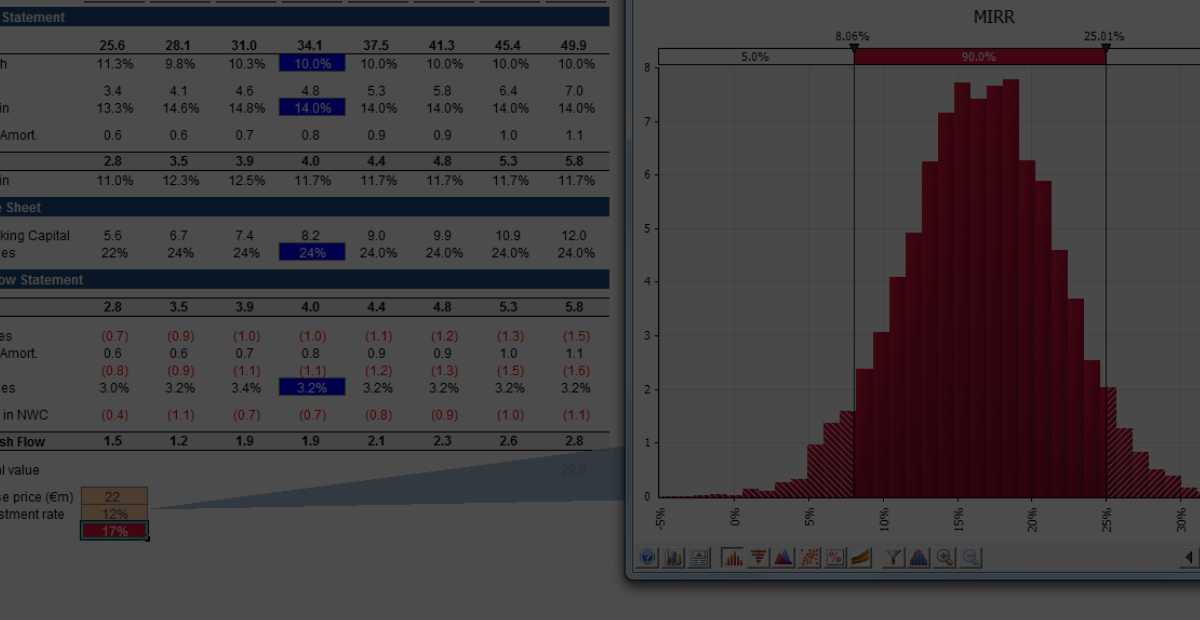 Statement
25.6 28.1 31.0 34.1 37.5 41.3 45.4 49.9
h 11.3% 9.8% 10.3% 10.0% 10.0% 10.0% 10.0% 10.0%
3.4 4.1 4.6 4.8 5.3 5.8 6.4 7.0
in 13.3% 14.6% 14.8% 14.0% 14.0% 14.0% 14.0% 14.0%
Amort. 0.6 0.6 0.7 0.8 0.9 0.9 1.0 1.1
2.8 3.5 3.9 4.0 4.4 4.8 5.3 5.8
in 11.0% 12.3% 12.5% 11.7% 11.7% 11.7% 11.7% 11.7%
e Sheet
king Capital 5.6 6.7 7.4 8.2 9.0 9.9 10.9 12.0
es 22% 24% 24% 24% 24.0% 24.0% 24.0% 24.0%
ow Statement
2.8 3.5 3.9 4.0 4.4 4.8 5.3 5.8
es (0.7) (0.9) (1.0) (1.0) (1.1) (1.2) (1.3) (1.5)
Amort. 0.6 0.6 0.7 0.8 0.9 0.9 1.0 1.1
(0.8) (0.9) (1.1) (1.1) (1.2) (1.3) (1.5) (1.6)
es 3.0% 3.2% 3.4% 3.2% 3.2% 3.2% 3.2% 3.2%
in NWC (0.4) (1.1) (0.7) (0.7) (0.8) (0.9) (1.0) (1.1)
sh Flow 1.5 1.2 1.9 1.9 2.1 2.3 2.6 2.8
al value 29.0
se price (€m) 22
estment rate 12%
17%
MIRR
8.06% 25.01%
5.0% 90.0%
8
7
6
5
4
3
2
1
0
-5% 0% 5% 10% 15% 20% 25% 30%